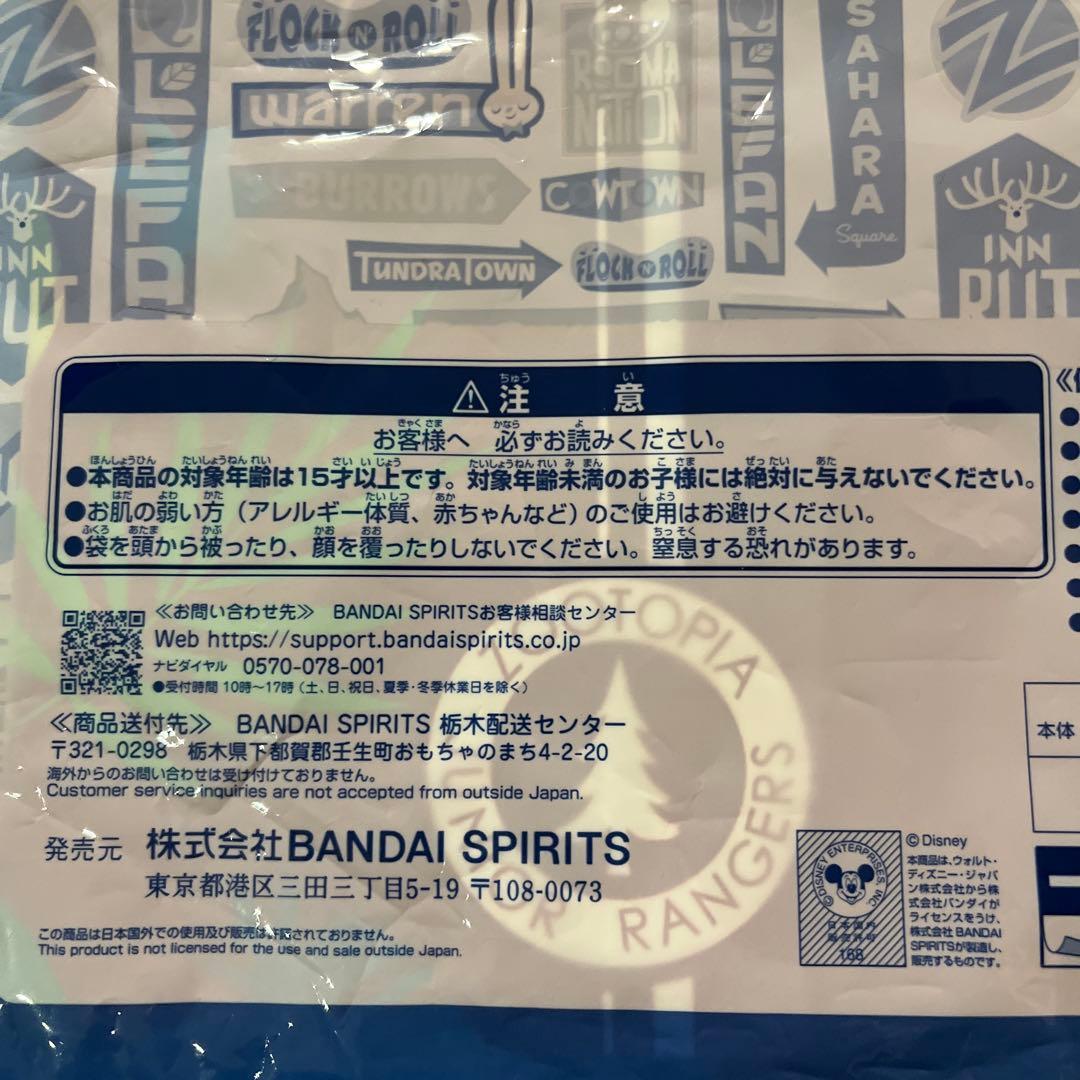 FLOCK N ROLL
LEFA
warren
ROOMI NATION
LEFAN
SAHARA
Square
BURROWS
COWTOWN
TUNDRATOWN
FLOCK N ROLL
INN
RUT
INN
RUT
⚠注意
お客様へ 必ずお読みください。
●本商品の対象年齢は15才以上です。対象年齢未満のお子様には絶対に与えないでください。
●お肌の弱い方(アレルギー体質、赤ちゃんなど)のご使用はお避けください。
●袋を頭から被ったり、顔を覆ったりしないでください。窒息する恐れがあります。
≪お問い合わせ先≫ BANDAI SPIRITSお客様相談センター
Web https://support.bandaispirits.co.jp
ナビダイヤル 0570-078-001
●受付時間 10時〜17時(土、日、祝日、夏季・冬季休業日を除く)
≪商品送付先≫ BANDAI SPIRITS 栃木配送センター
〒321-0298 栃木県下都賀郡壬生町おもちゃのまち4-2-20
海外からのお問い合わせは受け付けておりません。
Customer service inquiries are not accepted from outside Japan.
発売元 株式会社BANDAI SPIRITS
東京都港区三田三丁目5-19 〒108-0073
この商品は日本国外での使用及び販売は許諾されておりません。
This product is not licensed for the use and sale outside Japan.
ZOOTOPIA
JUNIOR RANGERS
©DISNEY ENTERPRISES INC.
日本国内
販売許可
168
©Disney
本商品は、ウォルト・
ディズニー・ジャパ
ン株式会社から株
式会社バンダイが
ライセンスをうけ、
株式会社 BANDAI
SPIRITSが製造し、
販売するものです。
本体